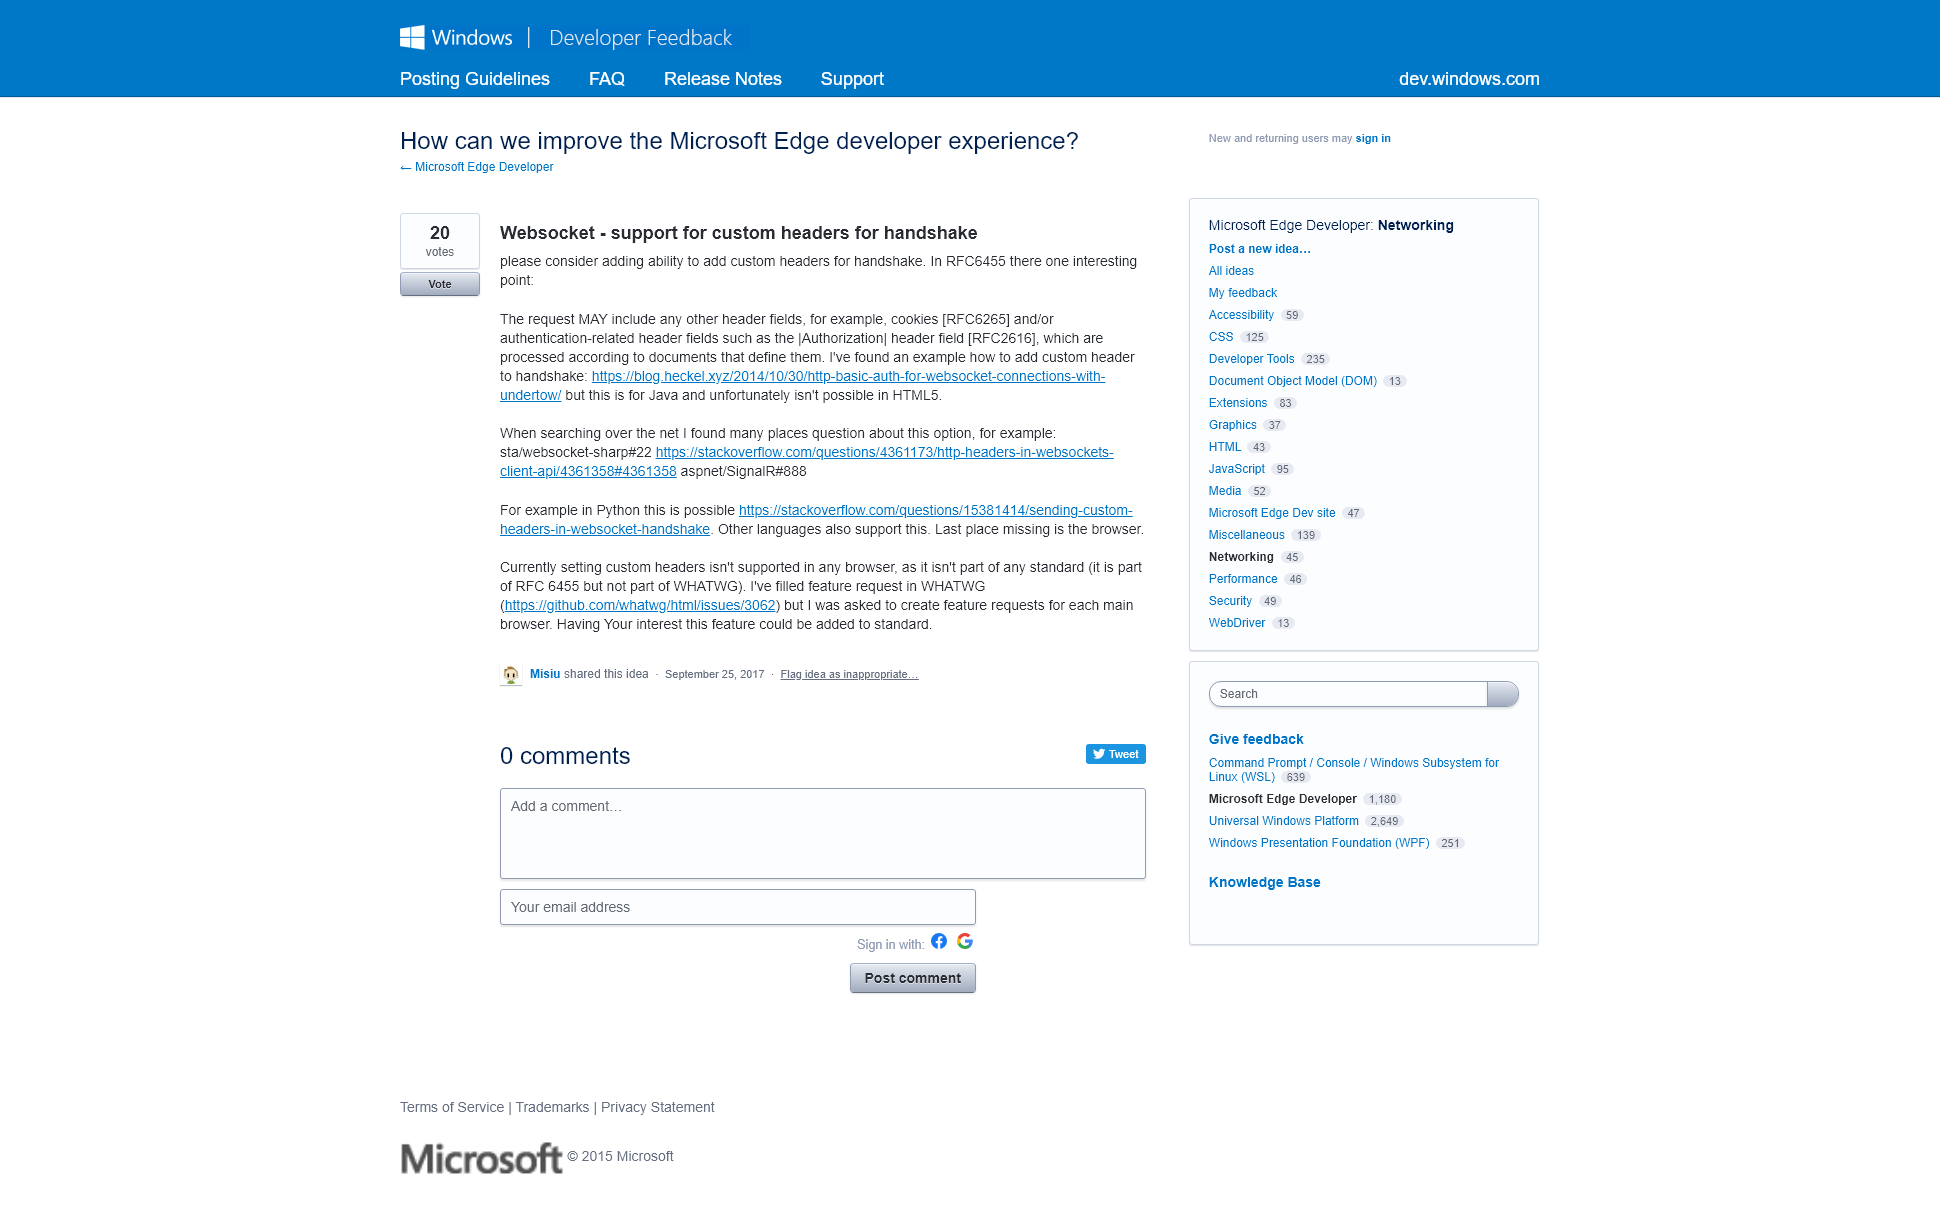 Windows | Developer Feedback
Posting Guidelines FAQ Release Notes Support dev.windows.com
How can we improve the Microsoft Edge developer experience?
← Microsoft Edge Developer
New and returning users may sign in
20
votes
Vote
Websocket - support for custom headers for handshake
please consider adding ability to add custom headers for handshake. In RFC6455 there one interesting
point:
The request MAY include any other header fields, for example, cookies [RFC6265] and/or
authentication-related header fields such as the |Authorization| header field [RFC2616], which are
processed according to documents that define them. I've found an example how to add custom header
to handshake: https://blog.heckel.xyz/2014/10/30/http-basic-auth-for-websocket-connections-with-
undertow/ but this is for Java and unfortunately isn't possible in HTML5.
When searching over the net I found many places question about this option, for example:
sta/websocket-sharp#22 https://stackoverflow.com/questions/4361173/http-headers-in-websockets-
client-api/4361358#4361358 aspnet/SignalR#888
For example in Python this is possible https://stackoverflow.com/questions/15381414/sending-custom-
headers-in-websocket-handshake. Other languages also support this. Last place missing is the browser.
Currently setting custom headers isn't supported in any browser, as it isn't part of any standard (it is part
of RFC 6455 but not part of WHATWG). I've filled feature request in WHATWG
(https://github.com/whatwg/html/issues/3062) but I was asked to create feature requests for each main
browser. Having Your interest this feature could be added to standard.
Misiu shared this idea · September 25, 2017 · Flag idea as inappropriate…
0 comments
Tweet
Add a comment…
Your email address
Sign in with:
Post comment
Microsoft Edge Developer: Networking
Post a new idea…
All ideas
My feedback
Accessibility 59
CSS 125
Developer Tools 235
Document Object Model (DOM) 13
Extensions 83
Graphics 37
HTML 43
JavaScript 95
Media 52
Microsoft Edge Dev site 47
Miscellaneous 139
Networking 45
Performance 46
Security 49
WebDriver 13
Search
Give feedback
Command Prompt / Console / Windows Subsystem for
Linux (WSL) 639
Microsoft Edge Developer 1,180
Universal Windows Platform 2,649
Windows Presentation Foundation (WPF) 251
Knowledge Base
Terms of Service | Trademarks | Privacy Statement
Microsoft © 2015 Microsoft